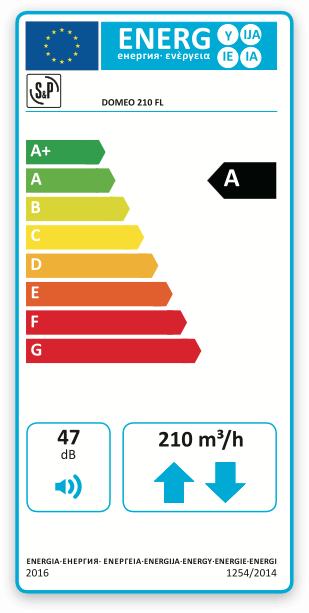 ENERG Y IJA
енергия · ενέργεια IE IA
S&P
DOMEO 210 FL
A+
A
A
B
C
D
E
F
G
47
dB
210 m³/h
ENERGIA·ЕНЕРГИЯ· ΕΝΕΡΓΕΙΑ·ENERGIJA·ENERGY·ENERGIE·ENERGI
2016
1254/2014